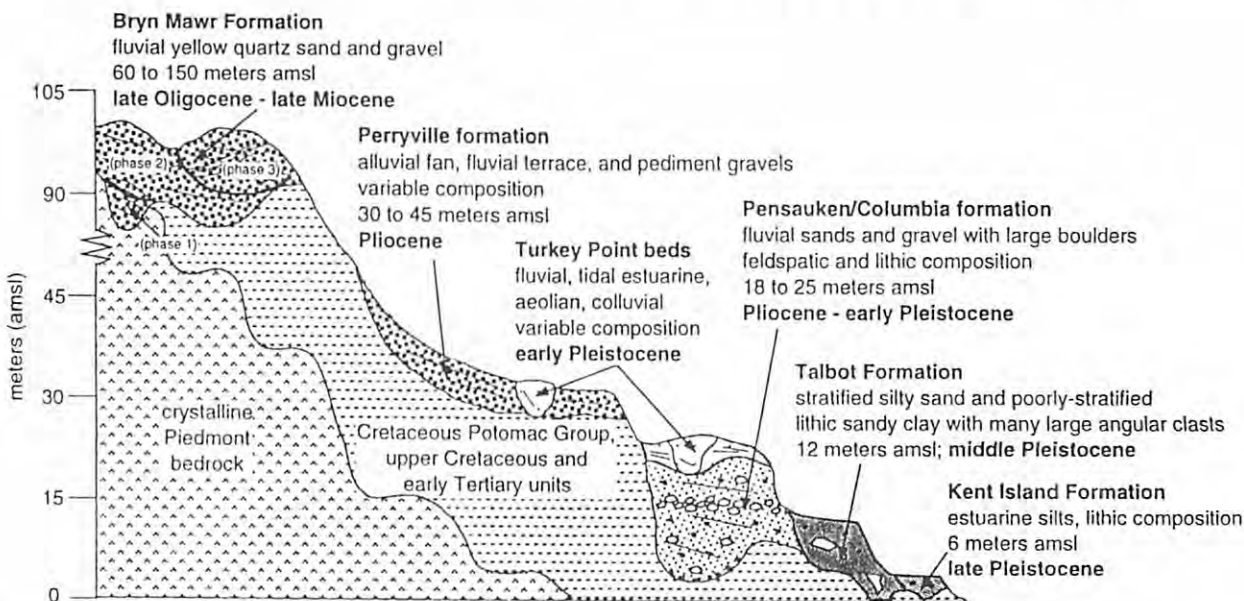 Bryn Mawr Formation
fluvial yellow quartz sand and gravel
60 to 150 meters amsl
late Oligocene - late Miocene
Perryville formation
alluvial fan, fluvial terrace, and pediment gravels
variable composition
30 to 45 meters amsl
Pliocene
Turkey Point beds
fluvial, tidal estuarine,
aeolian, colluvial
variable composition
early Pleistocene
Pensauken/Columbia formation
fluvial sands and gravel with large boulders
feldspatic and lithic composition
18 to 25 meters amsl
Pliocene - early Pleistocene
Talbot Formation
stratified silty sand and poorly-stratified
lithic sandy clay with many large angular clasts
12 meters amsl; middle Pleistocene
Kent Island Formation
estuarine silts, lithic composition
6 meters amsl
late Pleistocene
105
90
45
30
15
0
meters (amsl)
(phase 2)
(phase 3)
(phase 1)
crystalline
Piedmont
bedrock
Cretaceous Potomac Group,
upper Cretaceous and
early Tertiary units